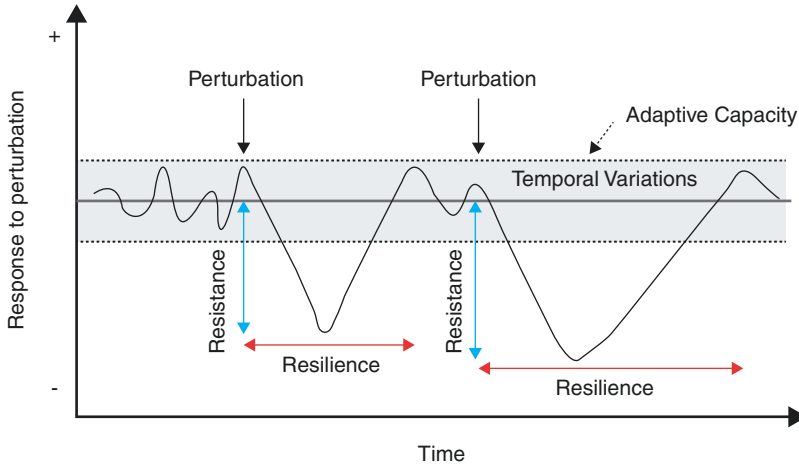 +
Perturbation
Perturbation
Adaptive Capacity
Temporal Variations
Response to perturbation
Resistance
Resistance
Resilience
Resilience
-
Time